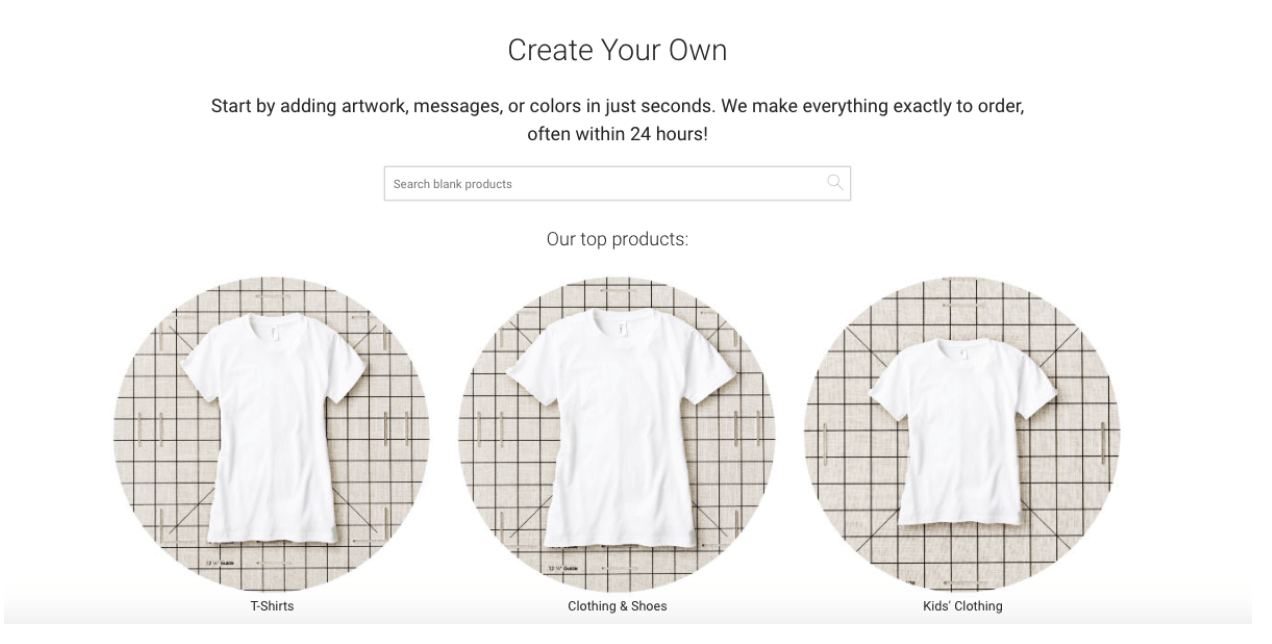 Create Your Own
Start by adding artwork, messages, or colors in just seconds. We make everything exactly to order,
often within 24 hours!
Search blank products
Our top products:
T-Shirts
Clothing & Shoes
Kids' Clothing